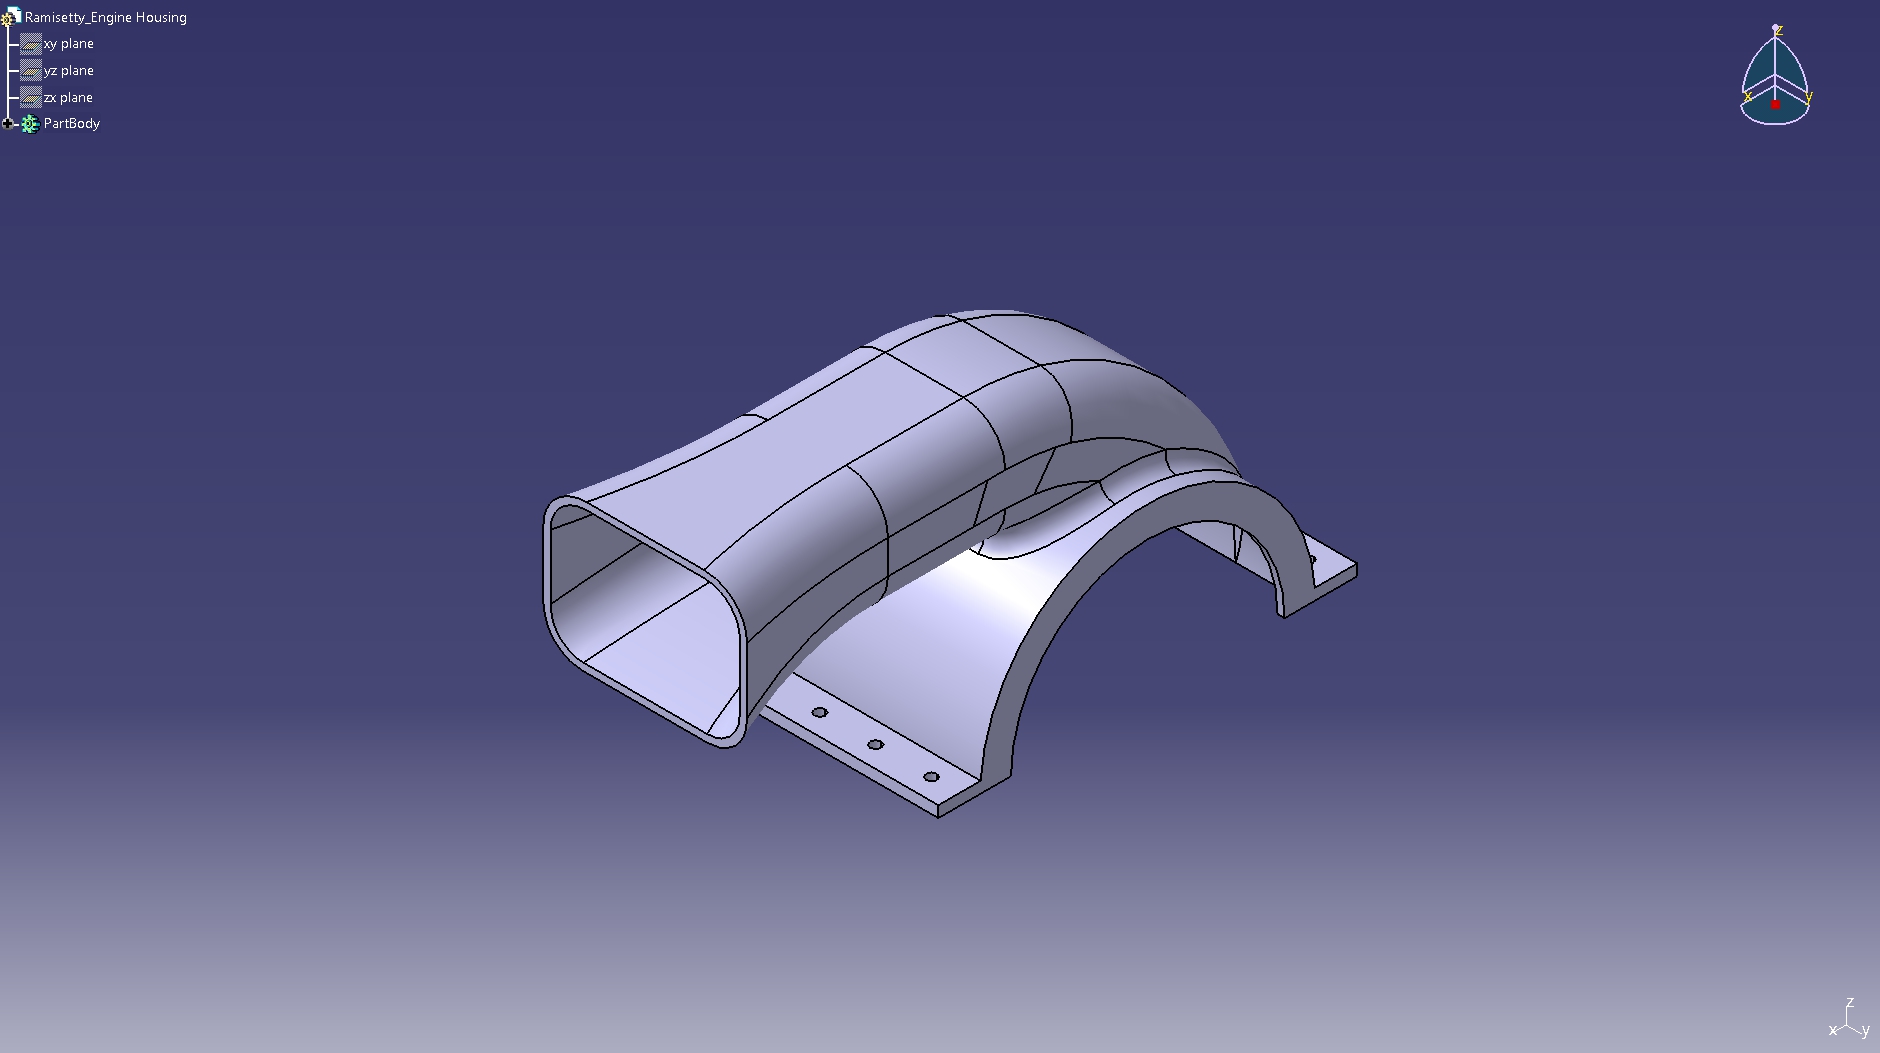 Ramisetty_Engine Housing
xy plane
yz plane
zx plane
PartBody
z
x
y
z
x
y